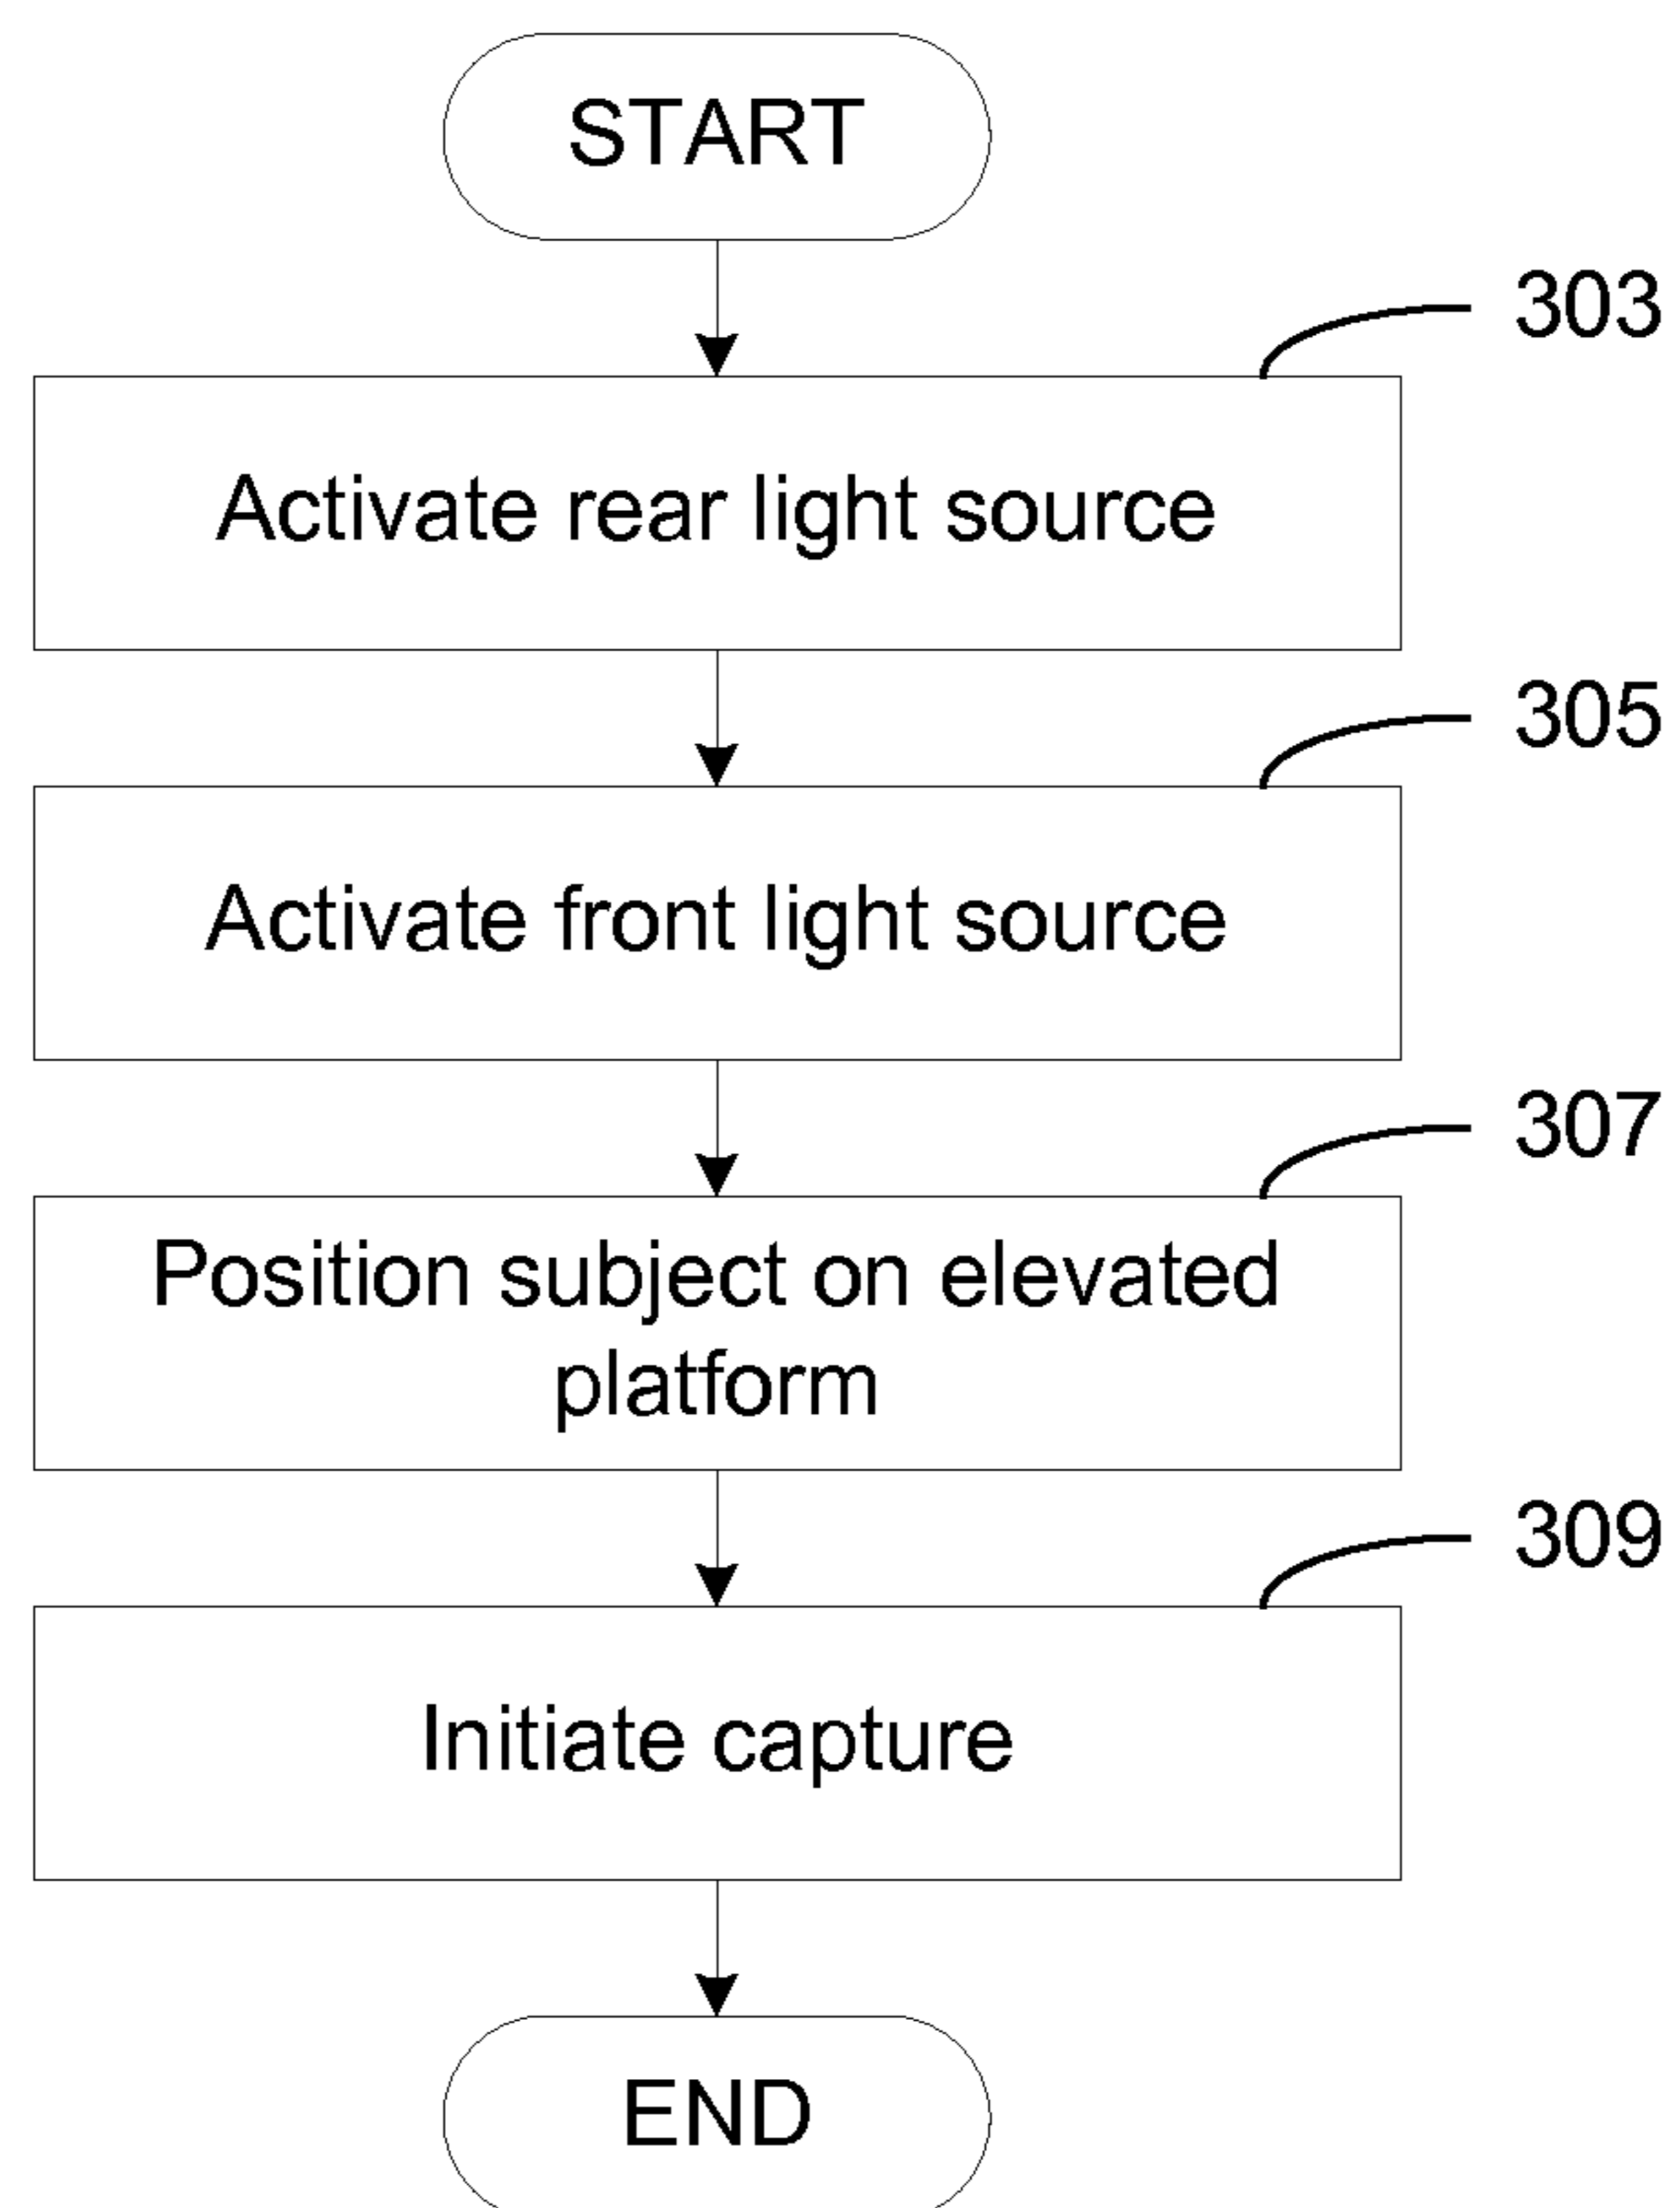 START
303
Activate rear light source
305
Activate front light source
307
Position subject on elevated
platform
309
Initiate capture
END